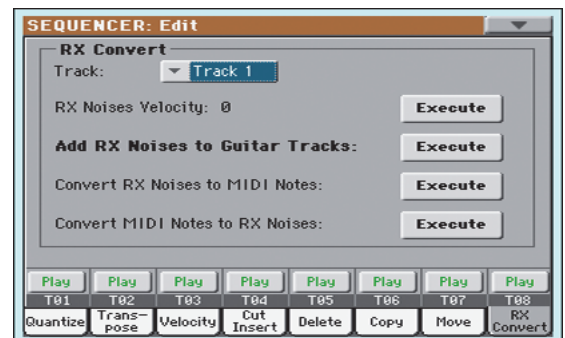 SEQUENCER: Edit
RX Convert
Track: Track 1
RX Noises Velocity: 0 Execute
Add RX Noises to Guitar Tracks: Execute
Convert RX Noises to MIDI Notes: Execute
Convert MIDI Notes to RX Noises: Execute
Play Play Play Play Play Play Play Play
T01 T02 T03 T04 T05 T06 T07 T08
Quantize Trans- Velocity Cut Delete Copy Move RX
pose Insert Convert